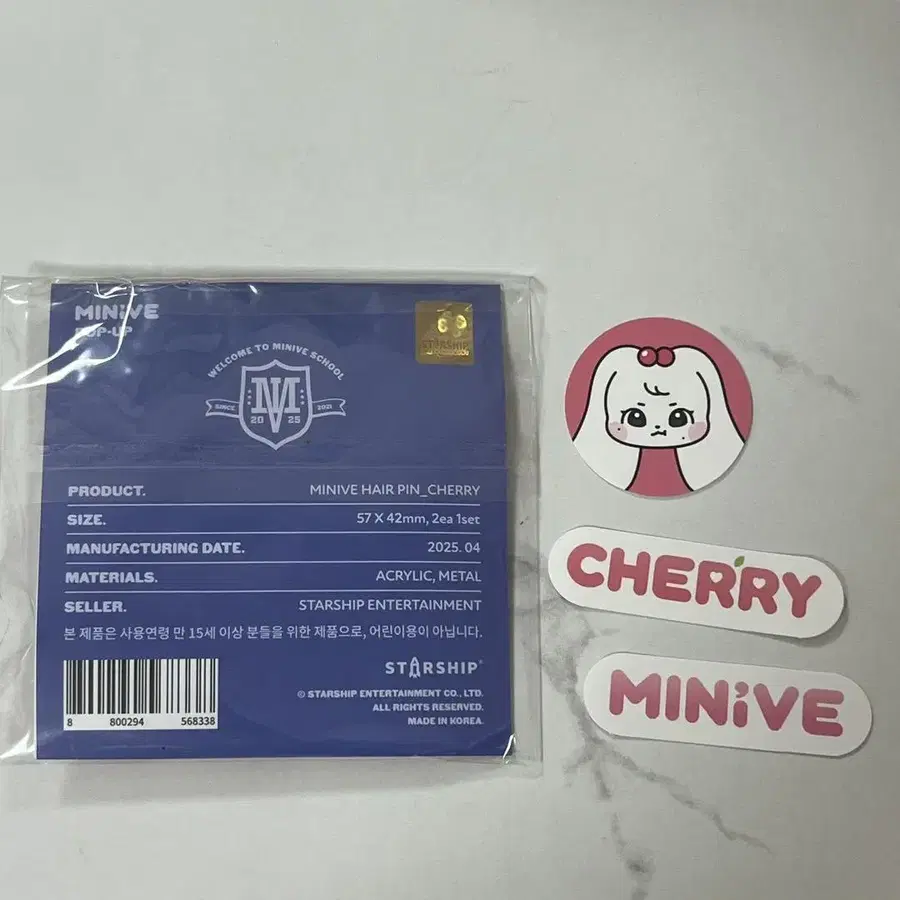 MINIVE
POP-UP
STARSHIP
WELCOME TO MINIVE SCHOOL
SINCE 2021
MV
20 25
PRODUCT. MINIVE HAIR PIN_CHERRY
SIZE. 57 X 42mm, 2ea 1set
MANUFACTURING DATE. 2025. 04
MATERIALS. ACRYLIC, METAL
SELLER. STARSHIP ENTERTAINMENT
본 제품은 사용연령 만 15세 이상 분들을 위한 제품으로, 어린이용이 아닙니다.
STARSHIP®
© STARSHIP ENTERTAINMENT CO., LTD.
ALL RIGHTS RESERVED.
MADE IN KOREA.
8 800294 568338
CHERRY
MINIVE